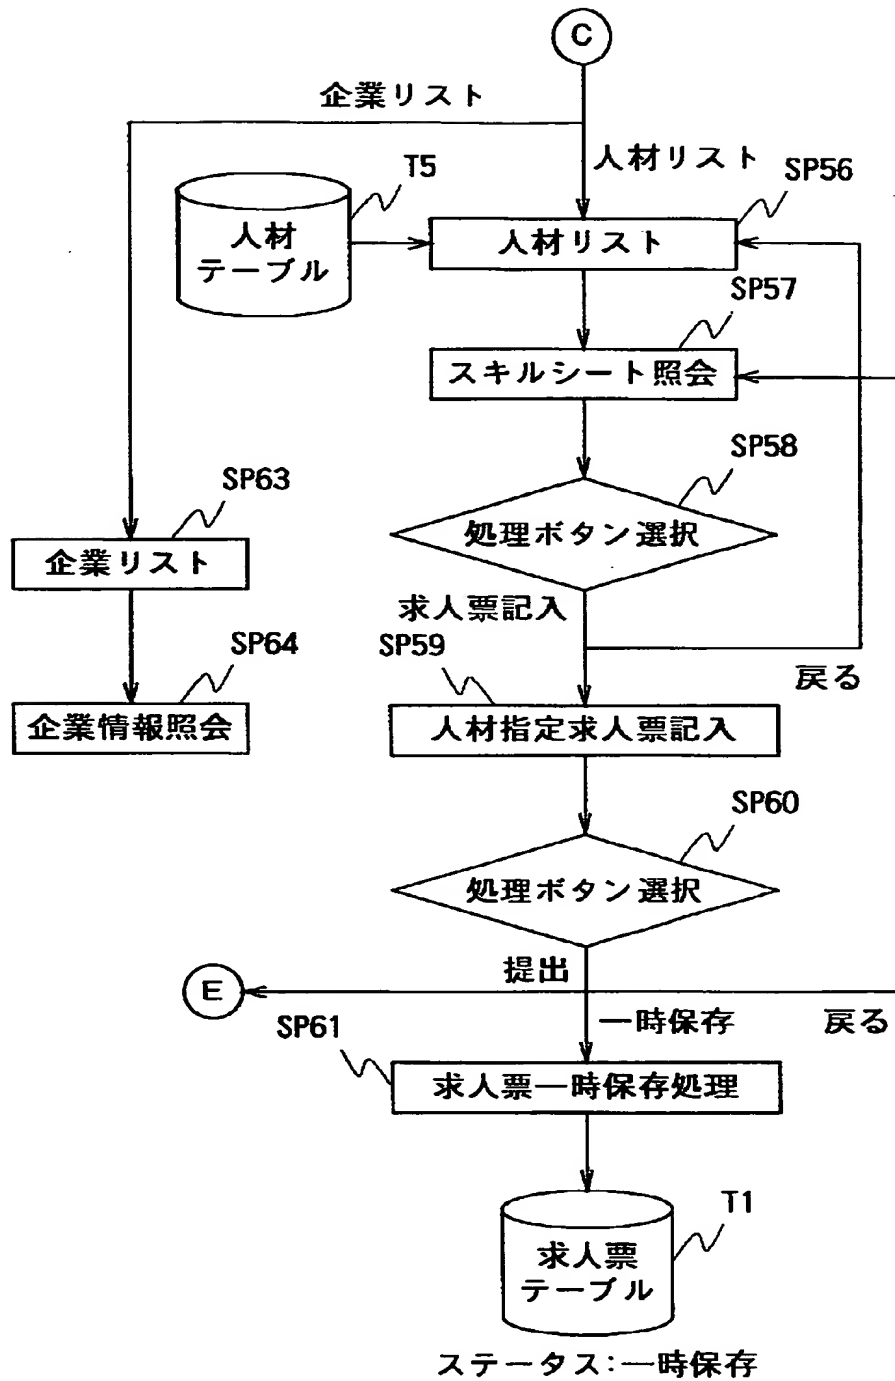 C
企業リスト
人材リスト
T5
SP56
人材
テーブル
人材リスト
SP57
スキルシート照会
SP58
処理ボタン選択
SP63
企業リスト
求人票記入
SP59
戻る
SP64
企業情報照会
人材指定求人票記入
SP60
処理ボタン選択
提出
E
一時保存
戻る
SP61
求人票一時保存処理
T1
求人票
テーブル
ステータス:一時保存